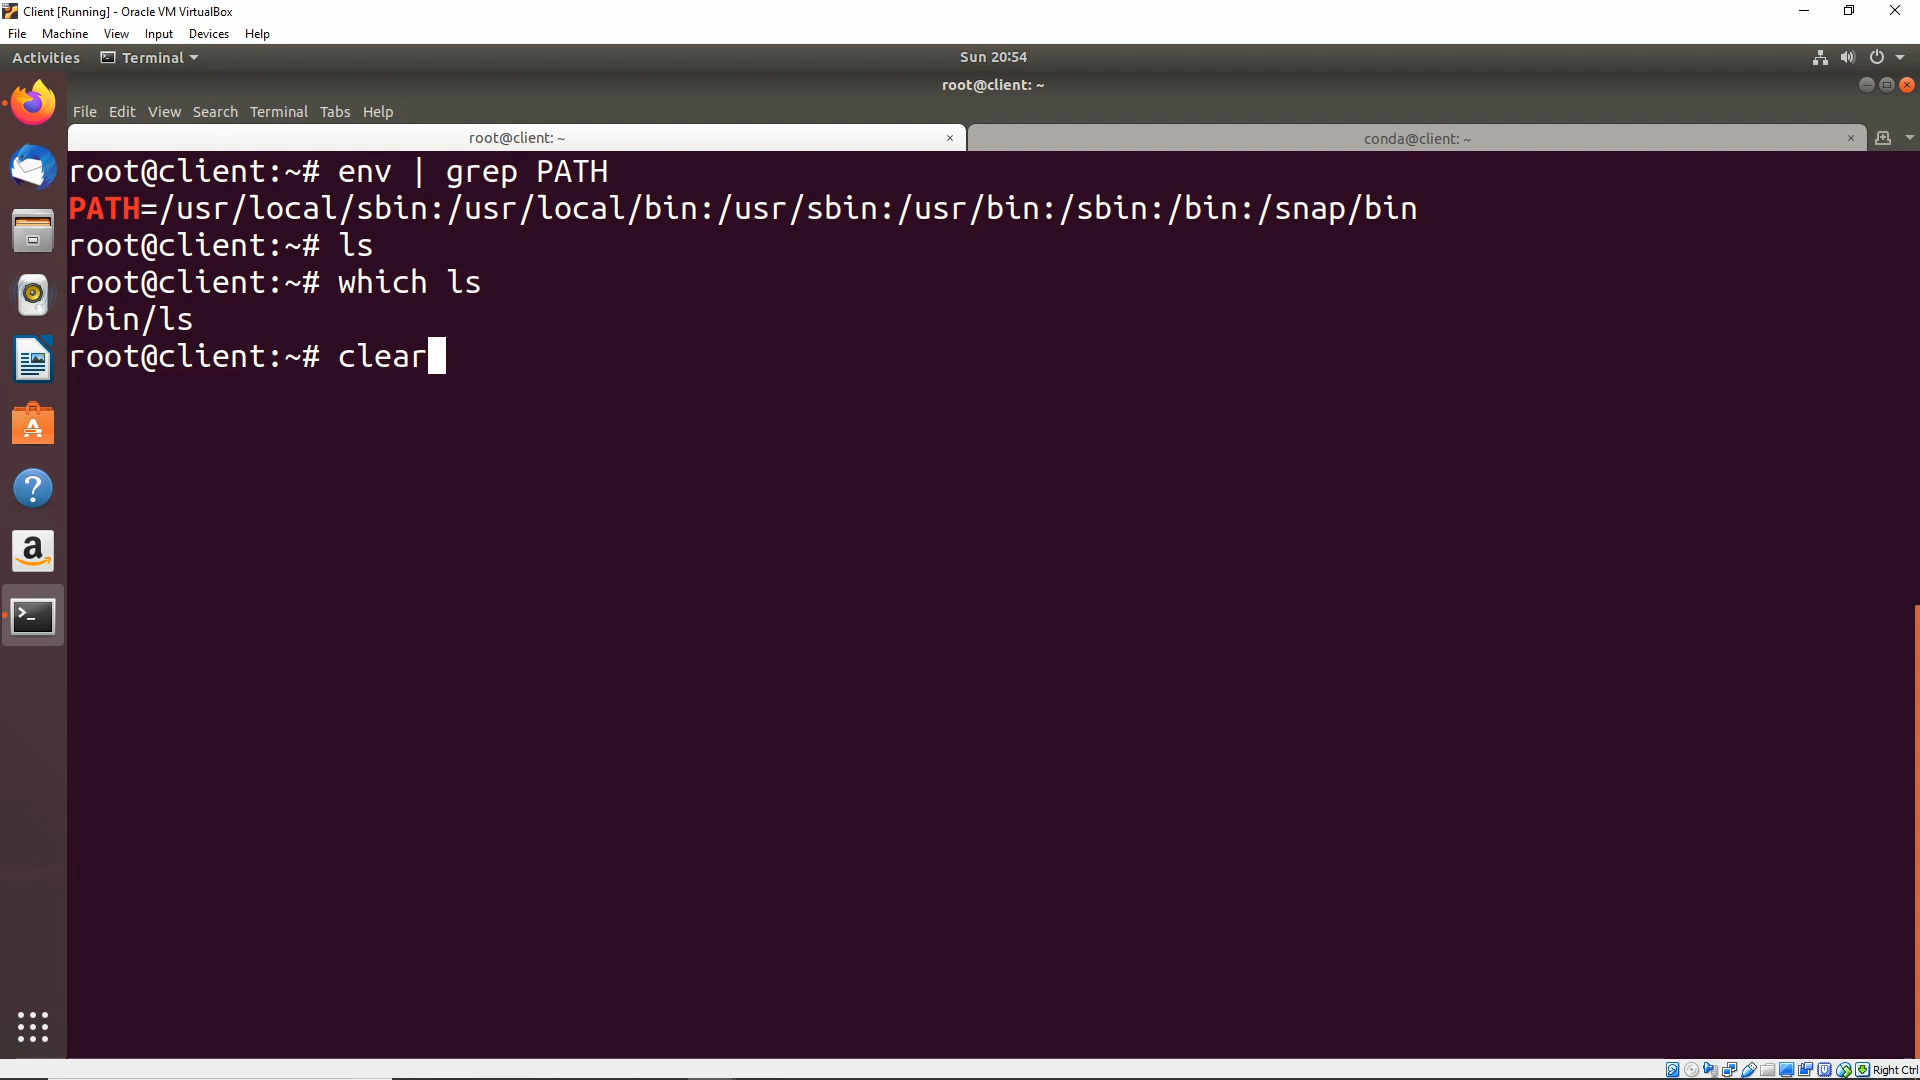 Client [Running] - Oracle VM VirtualBox
File Machine View Input Devices Help
Activities Terminal Sun 20:54
root@client: ~
File Edit View Search Terminal Tabs Help
root@client: ~ × conda@client: ~ ×
root@client:~# env | grep PATH
PATH=/usr/local/sbin:/usr/local/bin:/usr/sbin:/usr/bin:/sbin:/bin:/snap/bin
root@client:~# ls
root@client:~# which ls
/bin/ls
root@client:~# clear
Right Ctrl